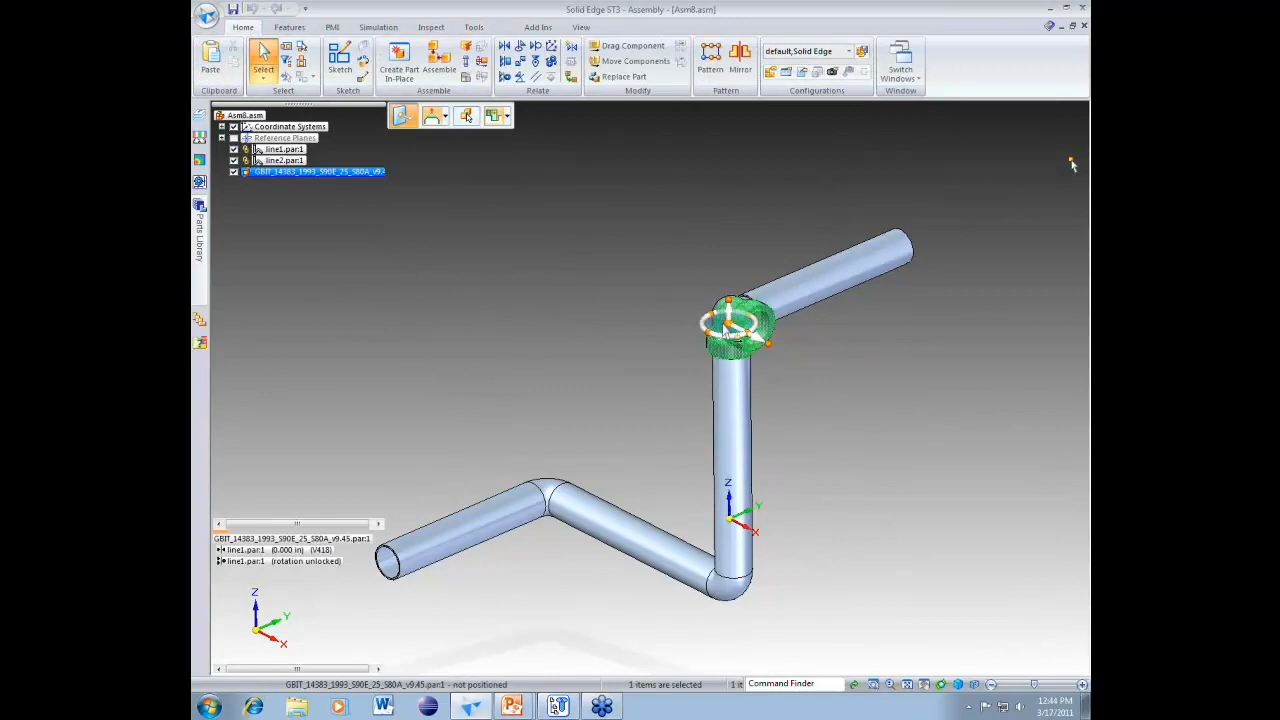 Solid Edge ST3 - Assembly - [Asm8.asm]
Home
Features
PMI
Simulation
Inspect
Tools
Add Ins
View
Paste
Select
Sketch
Create Part In-Place
Assemble
Drag Component
Move Components
Replace Part
Pattern
Mirror
default,Solid Edge
Switch Windows
Clipboard
Select
Sketch
Assemble
Relate
Modify
Pattern
Configurations
Window
Asm8.asm
Coordinate Systems
Reference Planes
line1.par:1
line2.par:1
GBIT_14383_1993_S90E_25_S80A_v9.4
Parts Library
Z
Y
X
GBIT_14383_1993_S90E_25_S80A_v9.45.par:1
line1.par:1 (0.000 in) (V418)
line1.par:1 (rotation unlocked)
Z
Y
X
GBIT_14383_1993_S90E_25_S80A_v9.45.par:1 - not positioned
1 items are selected
1 it
Command Finder
12:44 PM
3/17/2011